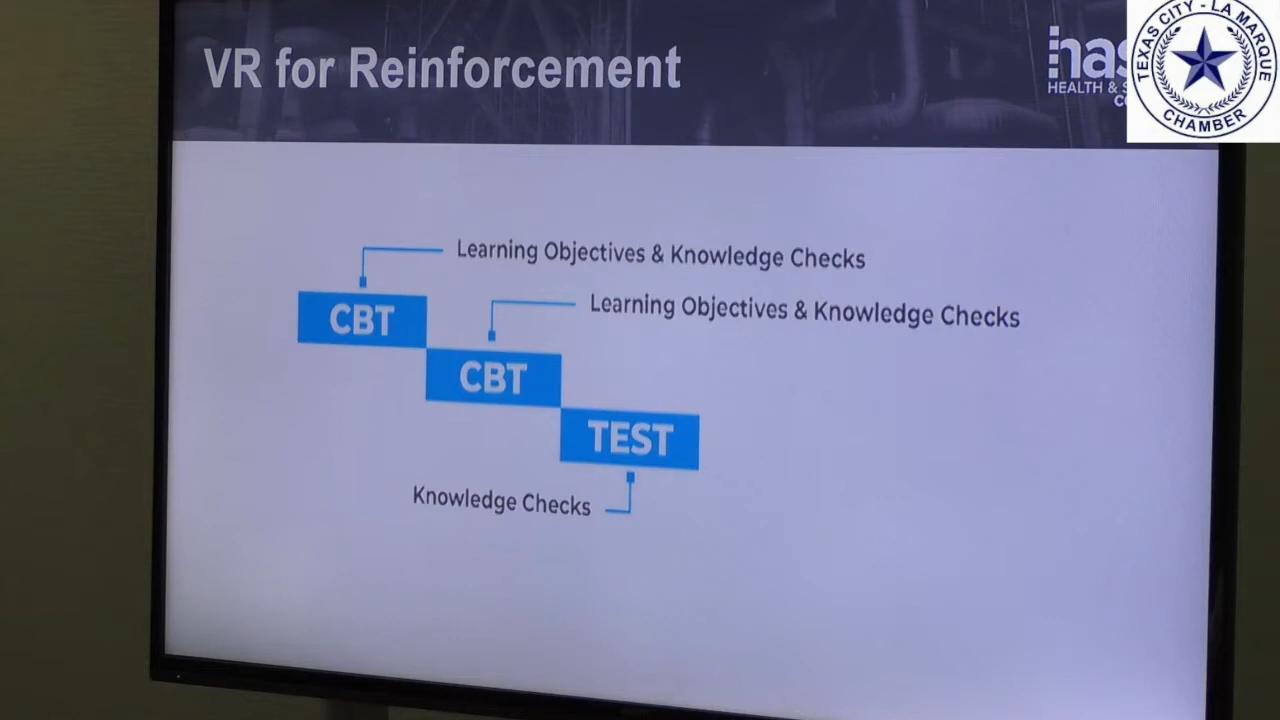 VR for Reinforcement
HEALTH &
TEXAS CITY - LA MARQUE
CHAMBER
Learning Objectives & Knowledge Checks
CBT
Learning Objectives & Knowledge Checks
CBT
TEST
Knowledge Checks